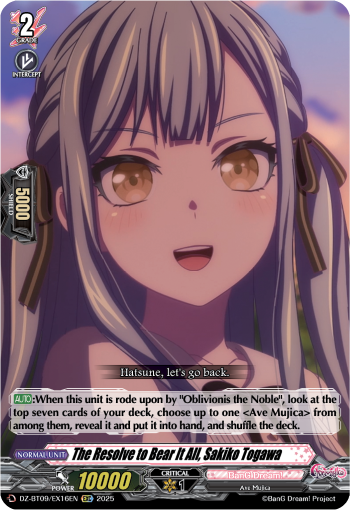 2
GRADE
INTERCEPT
5000
SHIELD
Hatsune, let's go back.
AUTO:When this unit is rode upon by "Oblivionis the Noble", look at the
top seven cards of your deck, choose up to one <Ave Mujica> from
among them, reveal it and put it into hand, and shuffle the deck.
NORMAL UNIT
The Resolve to Bear It All, Sakiko Togawa
POWER 10000
CRITICAL
1
BanG Dream!
Ave Mujica
DZ-BT09/EX16EN
2025
©BanG Dream! Project